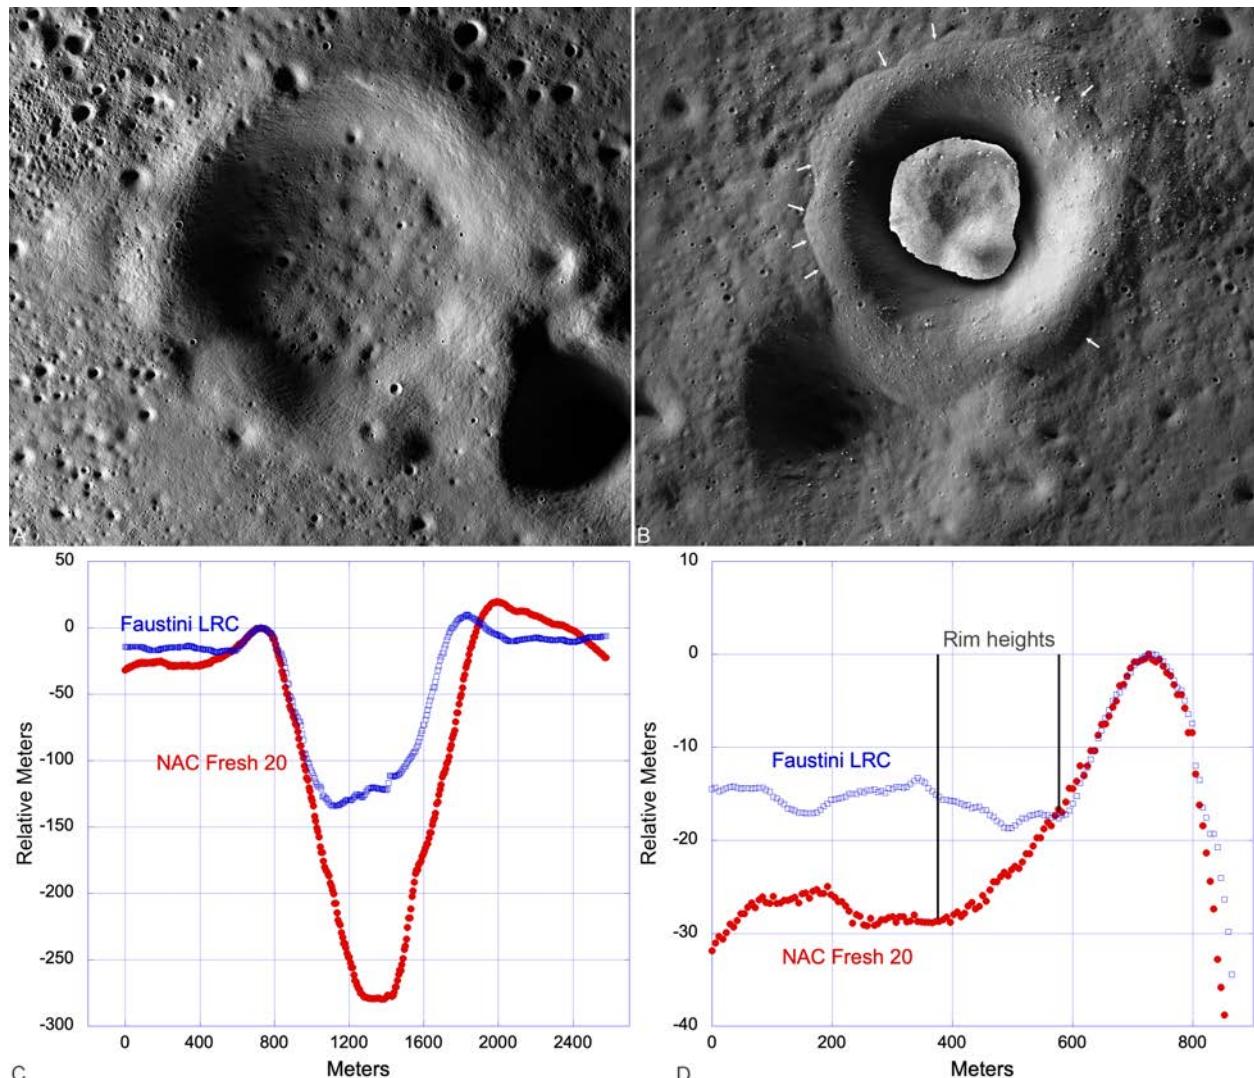 A
B
50
0
-50
-100
-150
-200
-250
-300
Relative Meters
Faustini LRC
NAC Fresh 20
0 400 800 1200 1600 2000 2400
Meters
C
10
0
-10
-20
-30
-40
Relative Meters
Rim heights
Faustini LRC
NAC Fresh 20
0 200 400 600 800
Meters
D